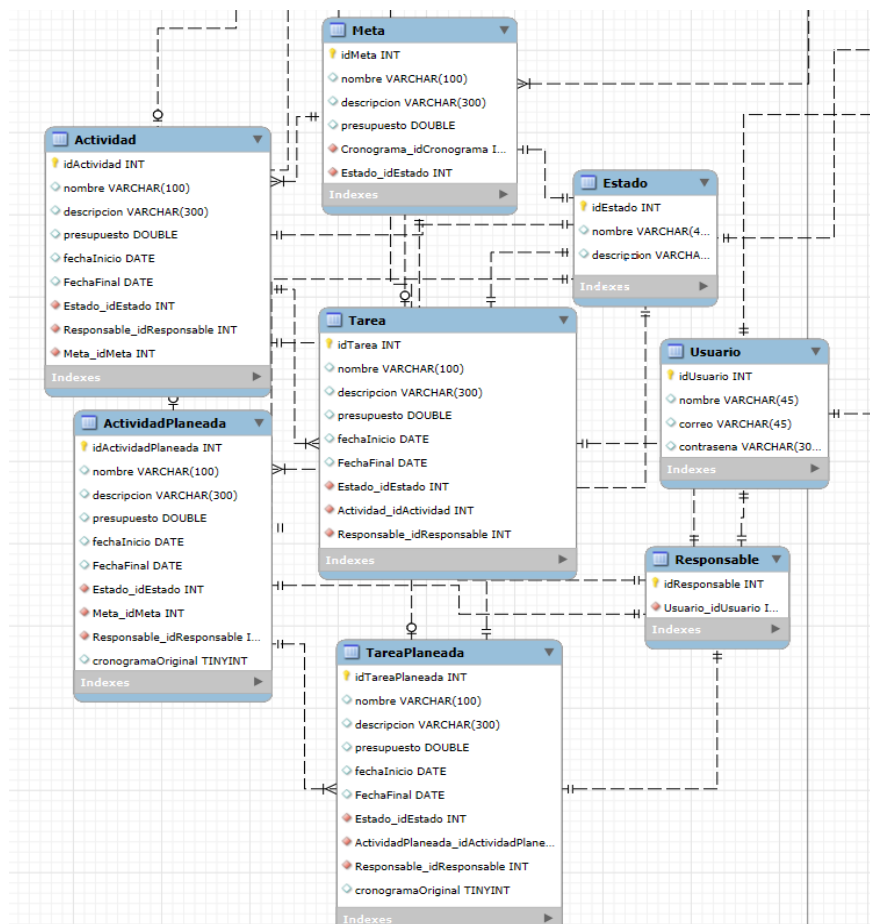 Meta
idMeta INT
nombre VARCHAR(100)
descripcion VARCHAR(300)
presupuesto DOUBLE
Cronograma_idCronograma I...
Estado_idEstado INT
Indexes
Actividad
idActividad INT
nombre VARCHAR(100)
descripcion VARCHAR(300)
presupuesto DOUBLE
fechaInicio DATE
FechaFinal DATE
Estado_idEstado INT
Responsable_idResponsable INT
Meta_idMeta INT
Indexes
Estado
idEstado INT
nombre VARCHAR(4...
descripcion VARCHA...
Indexes
Tarea
idTarea INT
nombre VARCHAR(100)
descripcion VARCHAR(300)
presupuesto DOUBLE
fechaInicio DATE
FechaFinal DATE
Estado_idEstado INT
Actividad_idActividad INT
Responsable_idResponsable INT
Indexes
Usuario
idUsuario INT
nombre VARCHAR(45)
correo VARCHAR(45)
contrasena VARCHAR(30...
Indexes
ActividadPlaneada
idActividadPlaneada INT
nombre VARCHAR(100)
descripcion VARCHAR(300)
presupuesto DOUBLE
fechaInicio DATE
FechaFinal DATE
Estado_idEstado INT
Meta_idMeta INT
Responsable_idResponsable I...
cronogramaOriginal TINYINT
Indexes
Responsable
idResponsable INT
Usuario_idUsuario I...
Indexes
TareaPlaneada
idTareaPlaneada INT
nombre VARCHAR(100)
descripcion VARCHAR(300)
presupuesto DOUBLE
fechaInicio DATE
FechaFinal DATE
Estado_idEstado INT
ActividadPlaneada_idActividadPlane...
Responsable_idResponsable INT
cronogramaOriginal TINYINT
Indexes